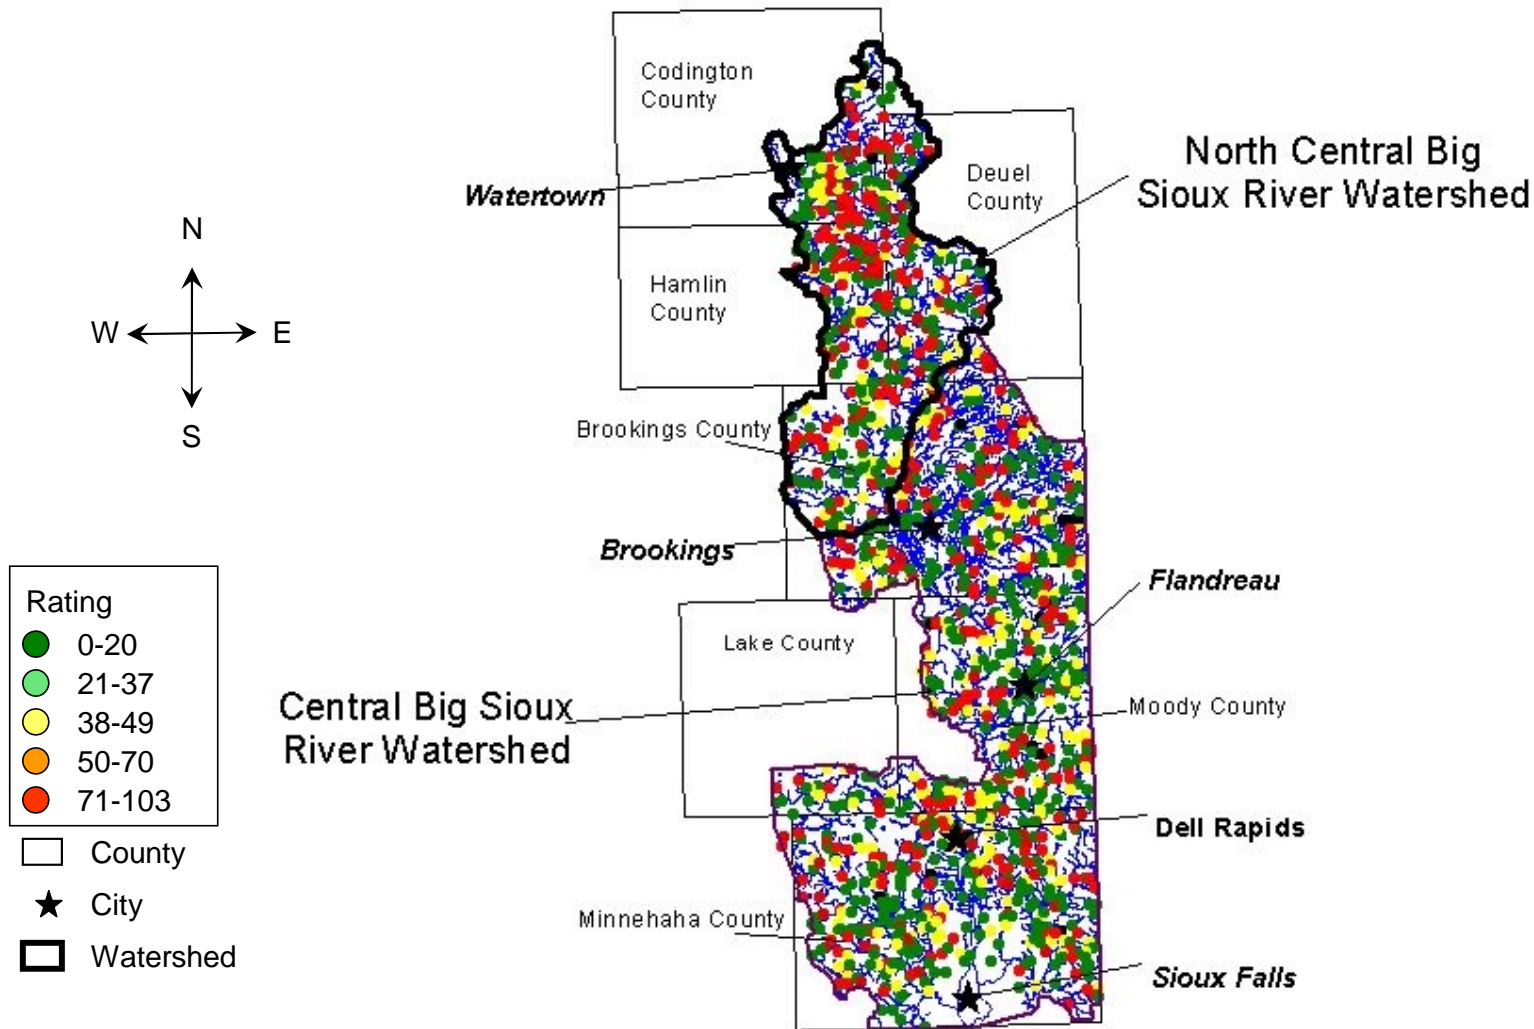 Codington
County
North Central Big
Sioux River Watershed
Deuel
County
Watertown
N
W
E
S
Hamlin
County
Brookings County
Brookings
Flandreau
Rating
0-20
21-37
38-49
50-70
71-103
County
City
Watershed
Lake County
Central Big Sioux
River Watershed
Moody County
Dell Rapids
Minnehaha County
Sioux Falls